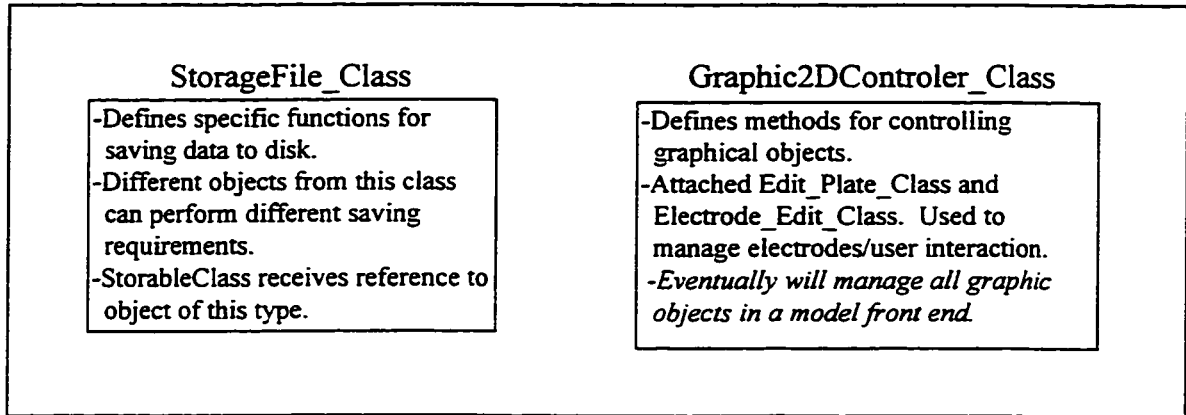 StorageFile_Class
-Defines specific functions for
saving data to disk.
-Different objects from this class
can perform different saving
requirements.
-StorableClass receives reference to
object of this type.
Graphic2DControler_Class
-Defines methods for controlling
graphical objects.
-Attached Edit_Plate_Class and
Electrode_Edit_Class. Used to
manage electrodes/user interaction.
-Eventually will manage all graphic
objects in a model front end.